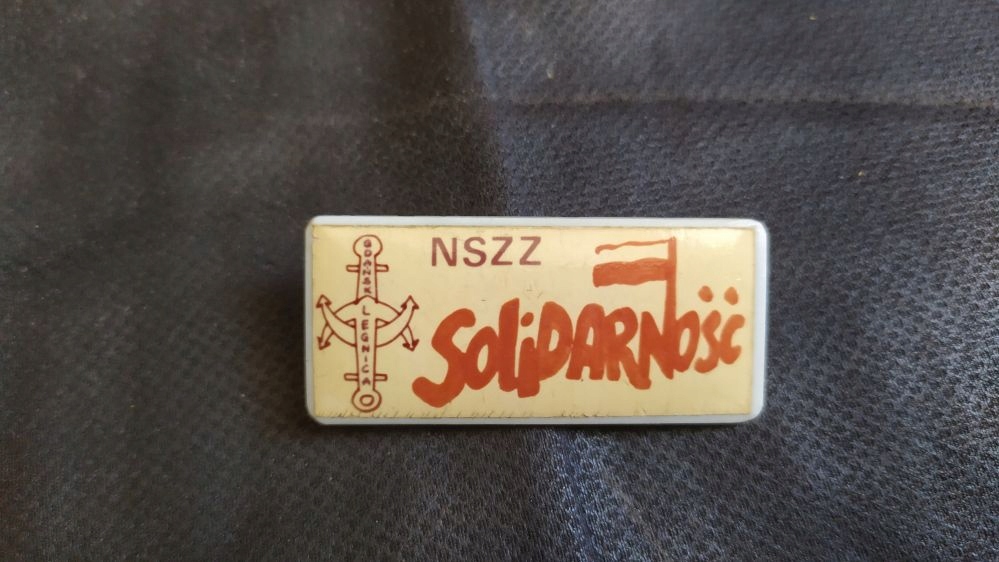 GDAŃSK
LEGNICA
NSZZ
SOLiDARNOŚĆ